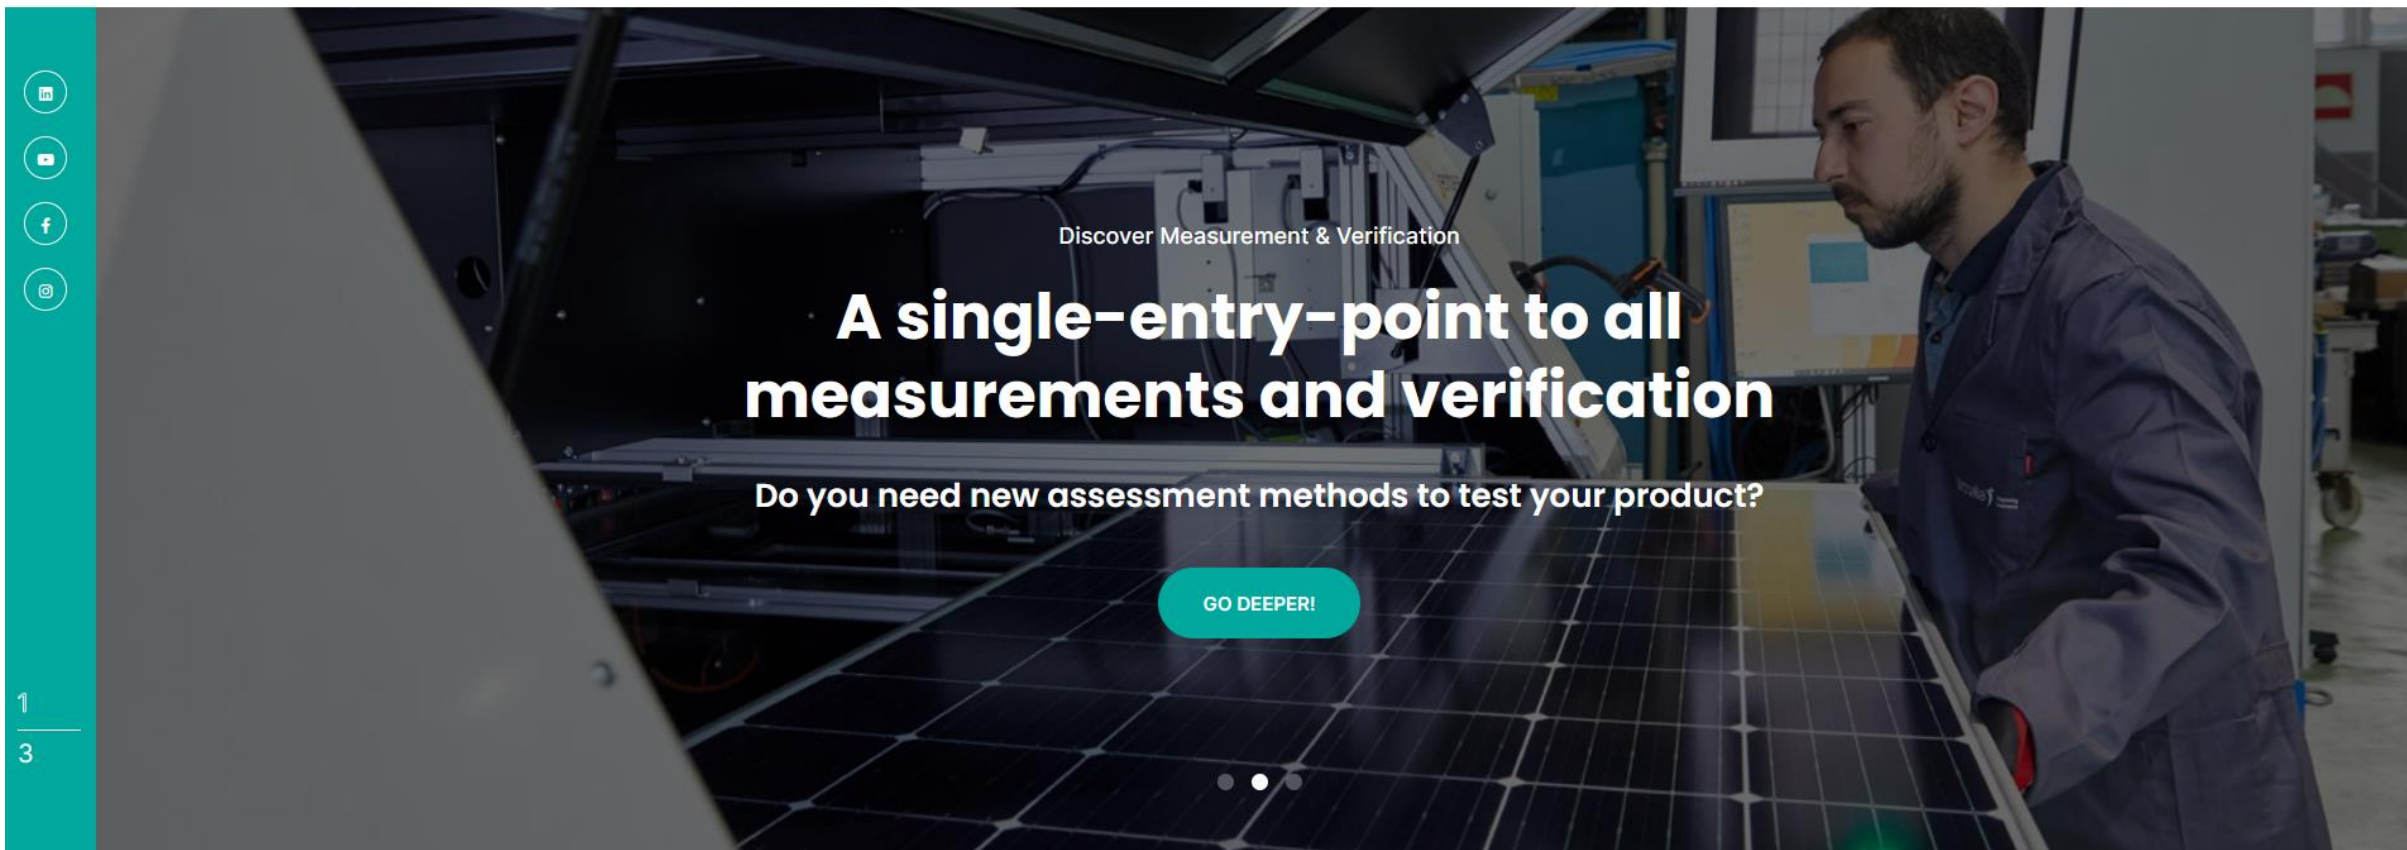 Discover Measurement & Verification
A single-entry-point to all
measurements and verification
Do you need new assessment methods to test your product?
GO DEEPER!
1
3